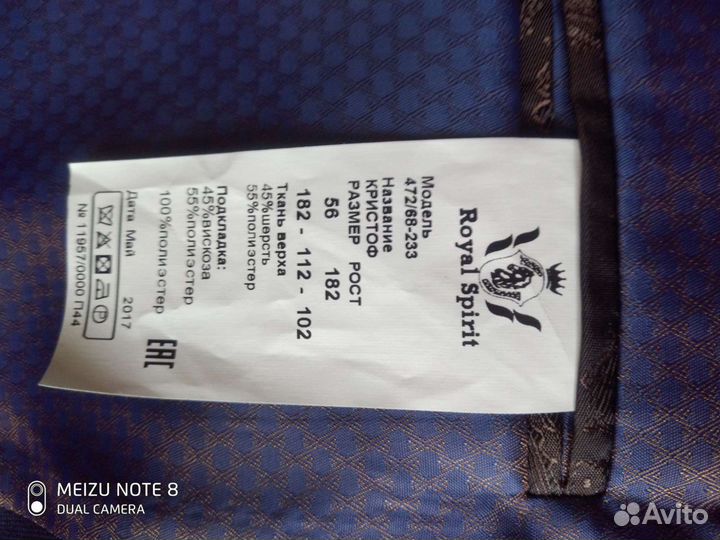 Royal Spirit
Модель
472/68-233
Название
КРИСТОФ
РАЗМЕР РОСТ
56 182
182 - 112 - 102
Ткань верха
45%шерсть
55%полиэстер
Подкладка:
45%вискоза
55%полиэстер
100%полиэстер
Дата Май 2017
№ 11957/0000 П44
EAC
MEIZU NOTE 8
DUAL CAMERA
Avito